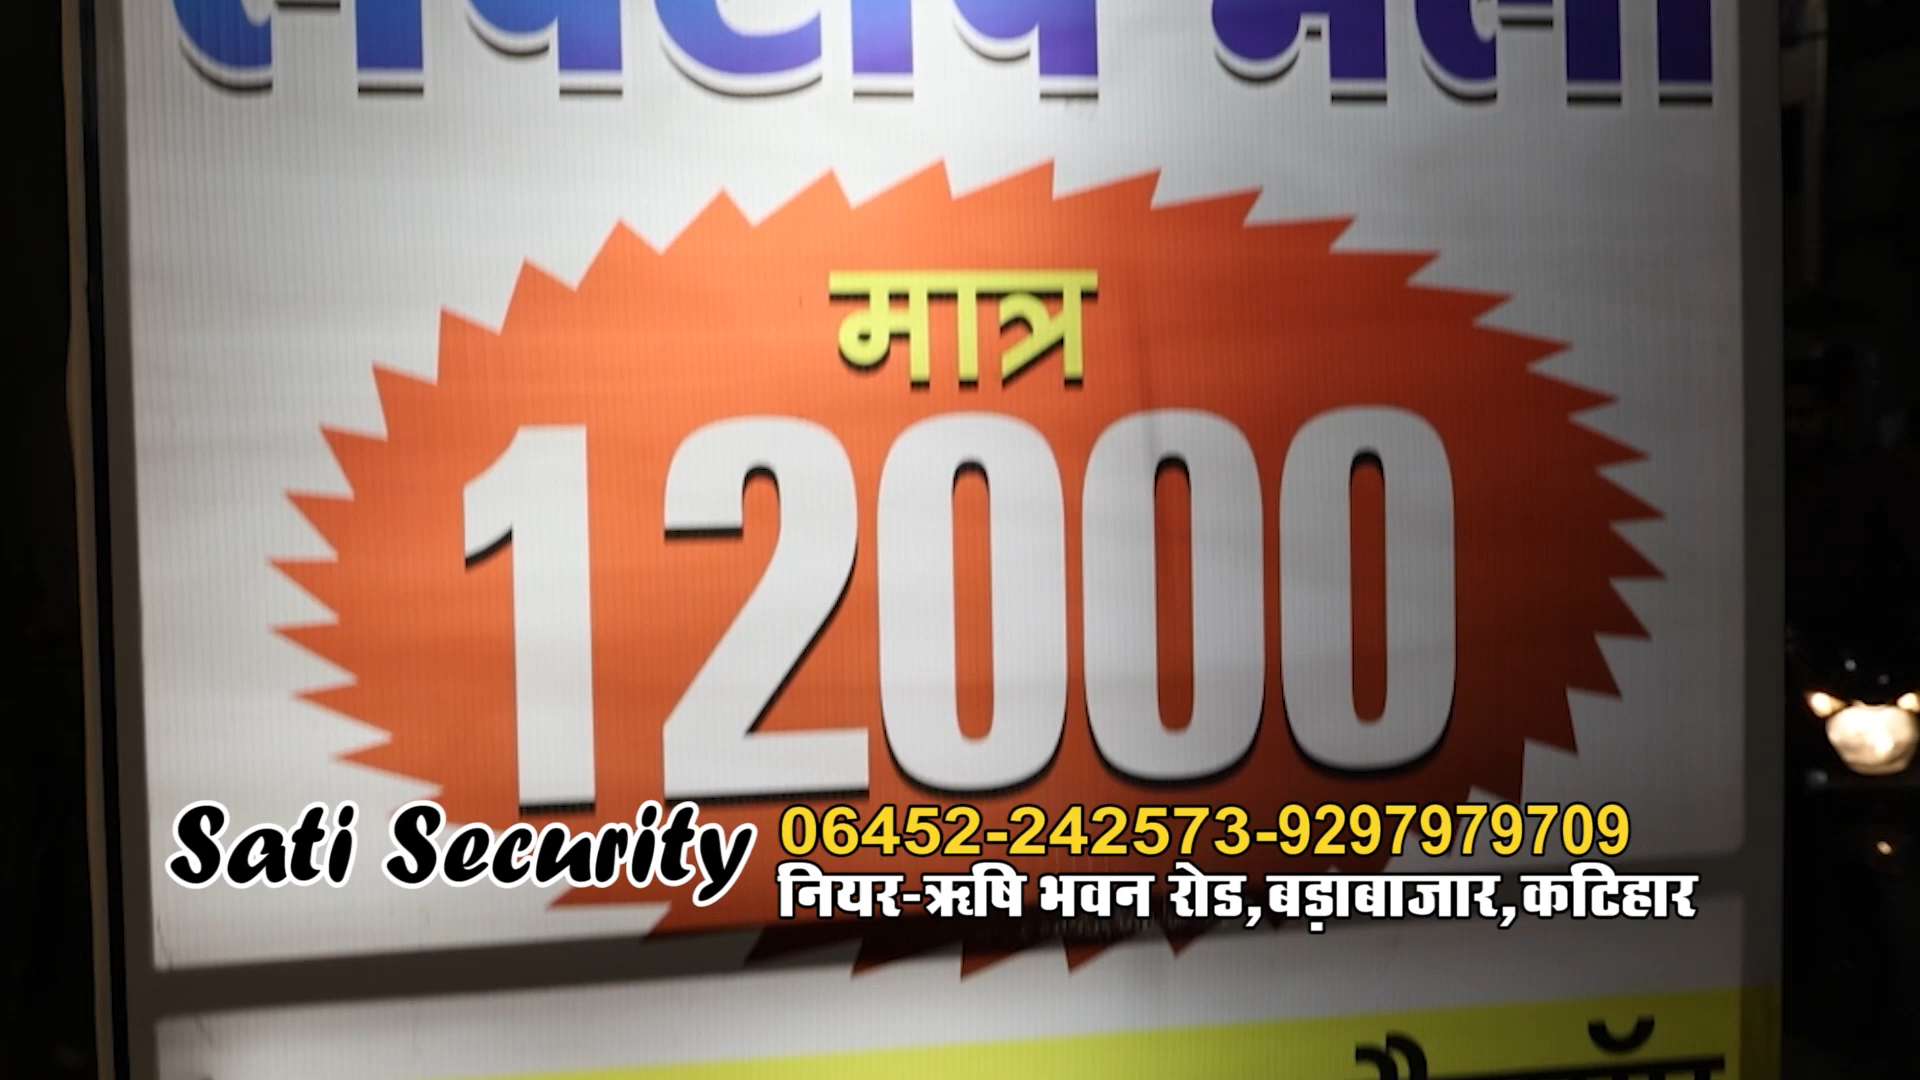 मात्र
12000
Sati Security
06452-242573-9297979709
नियर-ऋषि भवन रोड,बड़ाबाजार,कटिहार